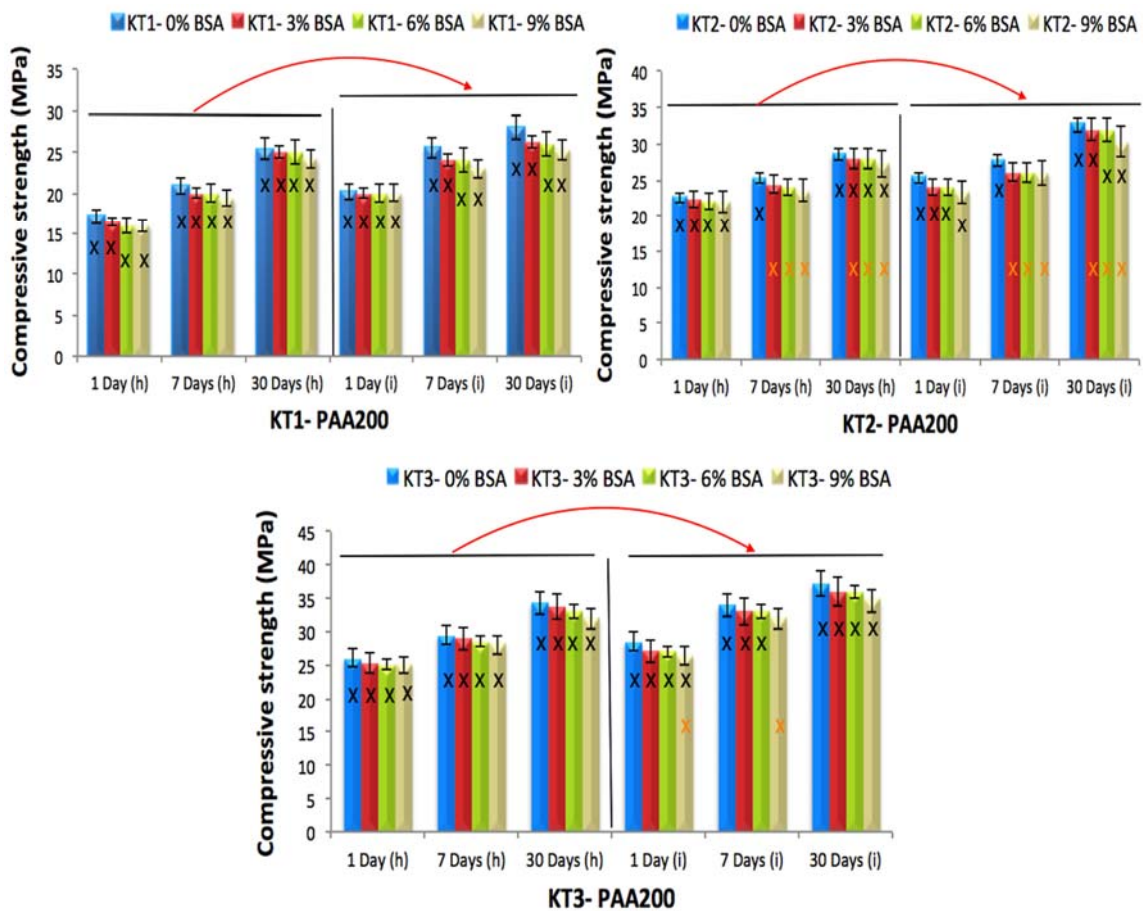 KT1- 0% BSA KT1- 3% BSA KT1- 6% BSA KT1- 9% BSA
Compressive strength (MPa)
35
30
25
20
15
10
5
0
X X X X
X X X X
X X X X
X X X X
X X X X
X X X X
1 Day (h) 7 Days (h) 30 Days (h) 1 Day (i) 7 Days (i) 30 Days (i)
KT1- PAA200
KT2- 0% BSA KT2- 3% BSA KT2- 6% BSA KT2- 9% BSA
Compressive strength (MPa)
40
35
30
25
20
15
10
5
0
X X X X
X
X X X
X X X X
X X X
X X X X
X
X X X
X X X X
X X X
1 Day (h) 7 Days (h) 30 Days (h) 1 Day (i) 7 Days (i) 30 Days (i)
KT2- PAA200
KT3- 0% BSA KT3- 3% BSA KT3- 6% BSA KT3- 9% BSA
Compressive strength (MPa)
45
40
35
30
25
20
15
10
5
0
X X X X
X X X X
X X X X
X X X X
X
X X X
X
X X X X
1 Day (h) 7 Days (h) 30 Days (h) 1 Day (i) 7 Days (i) 30 Days (i)
KT3- PAA200